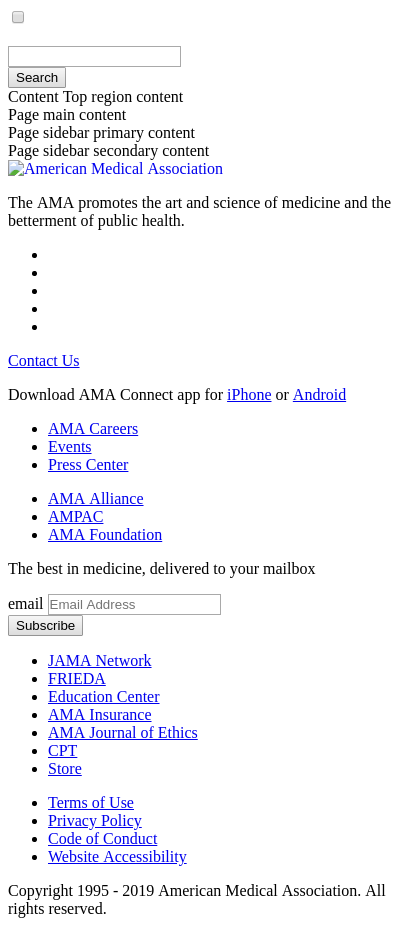 Search
Content Top region content
Page main content
Page sidebar primary content
Page sidebar secondary content
American Medical Association
The AMA promotes the art and science of medicine and the
betterment of public health.
Contact Us
Download AMA Connect app for iPhone or Android
AMA Careers
Events
Press Center
AMA Alliance
AMPAC
AMA Foundation
The best in medicine, delivered to your mailbox
email Email Address
Subscribe
JAMA Network
FRIEDA
Education Center
AMA Insurance
AMA Journal of Ethics
CPT
Store
Terms of Use
Privacy Policy
Code of Conduct
Website Accessibility
Copyright 1995 - 2019 American Medical Association. All
rights reserved.